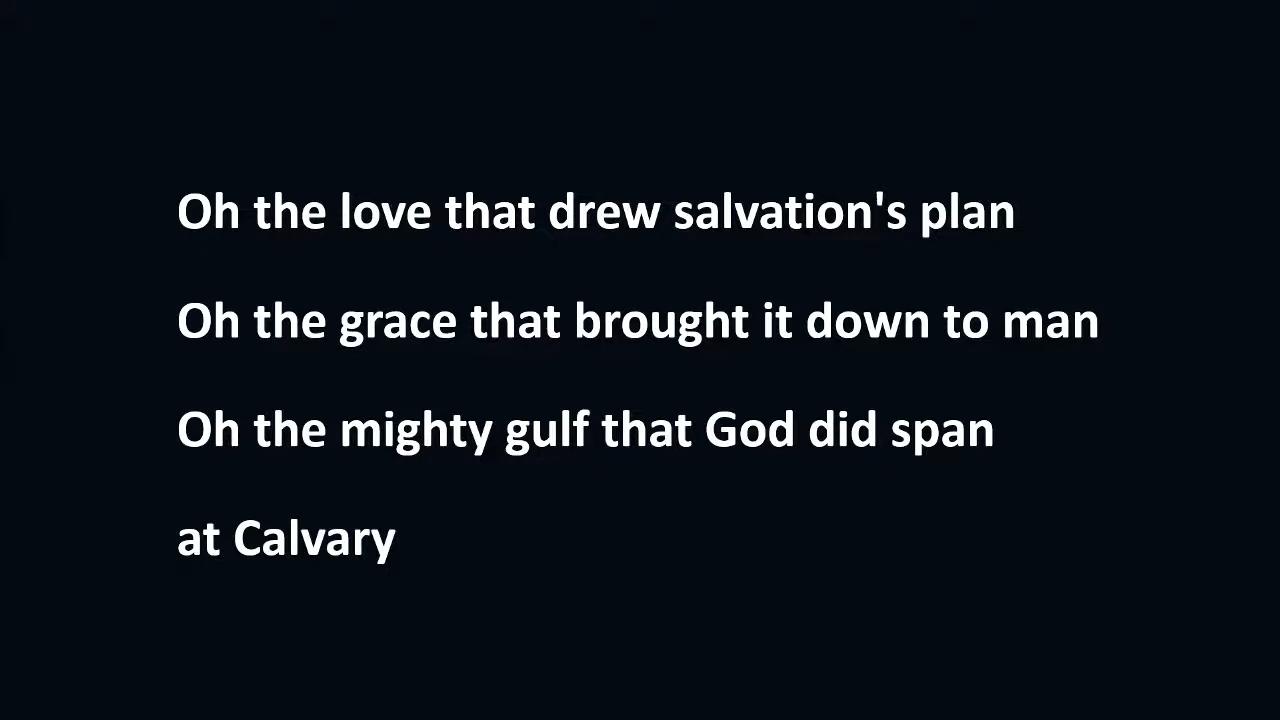 Oh the love that drew salvation's plan
Oh the grace that brought it down to man
Oh the mighty gulf that God did span
at Calvary